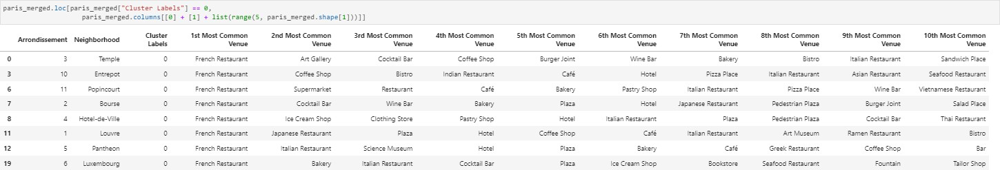 paris_merged.loc[paris_merged["Cluster Labels"] == 0,
paris_merged.columns[[0] + [1] + list(range(5, paris_merged.shape[1]))]]
Arrondissement Neighborhood Cluster Labels 1st Most Common Venue 2nd Most Common Venue 3rd Most Common Venue 4th Most Common Venue 5th Most Common Venue 6th Most Common Venue 7th Most Common Venue 8th Most Common Venue 9th Most Common Venue 10th Most Common Venue
0 3 Temple 0 French Restaurant Art Gallery Cocktail Bar Coffee Shop Burger Joint Wine Bar Bakery Bistro Italian Restaurant Sandwich Place
3 10 Entrepot 0 French Restaurant Coffee Shop Bistro Indian Restaurant Café Hotel Pizza Place Italian Restaurant Asian Restaurant Seafood Restaurant
6 11 Popincourt 0 French Restaurant Supermarket Restaurant Café Bakery Pastry Shop Italian Restaurant Pizza Place Wine Bar Vietnamese Restaurant
7 2 Bourse 0 French Restaurant Cocktail Bar Wine Bar Bakery Plaza Hotel Japanese Restaurant Pedestrian Plaza Burger Joint Salad Place
8 4 Hotel-de-Ville 0 French Restaurant Ice Cream Shop Clothing Store Pastry Shop Hotel Italian Restaurant Plaza Pedestrian Plaza Cocktail Bar Thai Restaurant
11 1 Louvre 0 French Restaurant Japanese Restaurant Plaza Hotel Coffee Shop Café Italian Restaurant Art Museum Ramen Restaurant Bistro
12 5 Pantheon 0 French Restaurant Italian Restaurant Science Museum Hotel Plaza Bakery Café Greek Restaurant Coffee Shop Bar
19 6 Luxembourg 0 French Restaurant Bakery Italian Restaurant Cocktail Bar Plaza Ice Cream Shop Bookstore Seafood Restaurant Fountain Tailor Shop